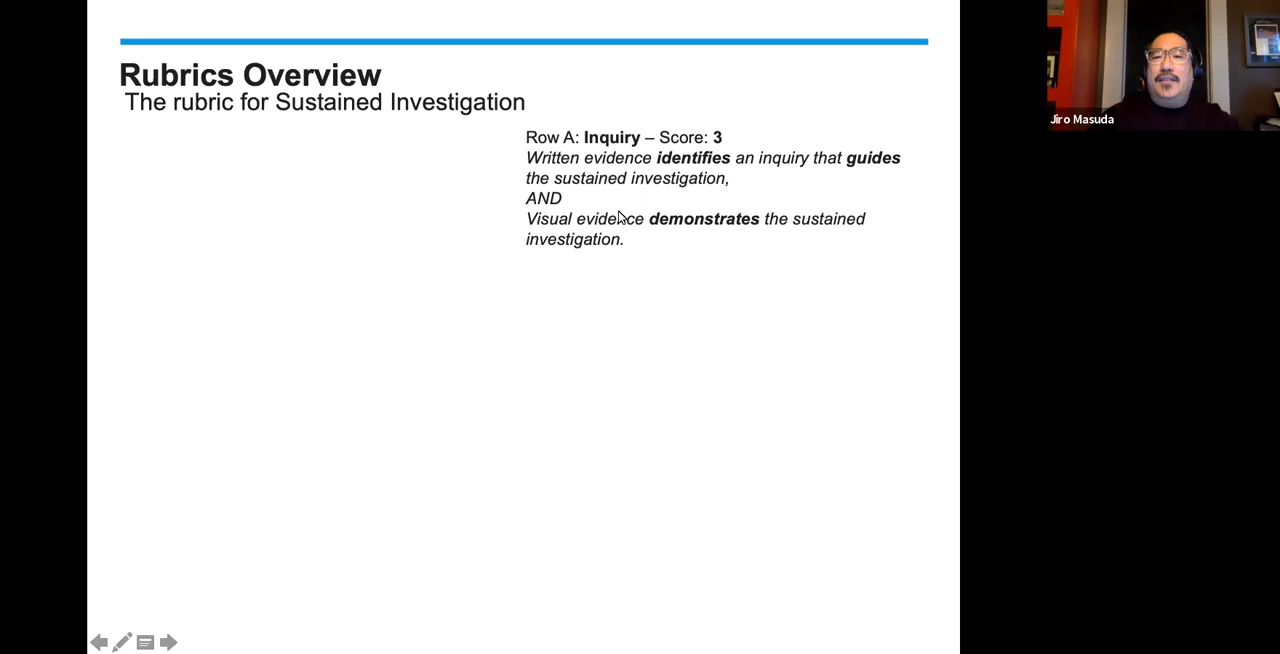 Rubrics Overview
The rubric for Sustained Investigation
Row A: Inquiry – Score: 3
Written evidence identifies an inquiry that guides
the sustained investigation,
AND
Visual evidence demonstrates the sustained
investigation.
Jiro Masuda